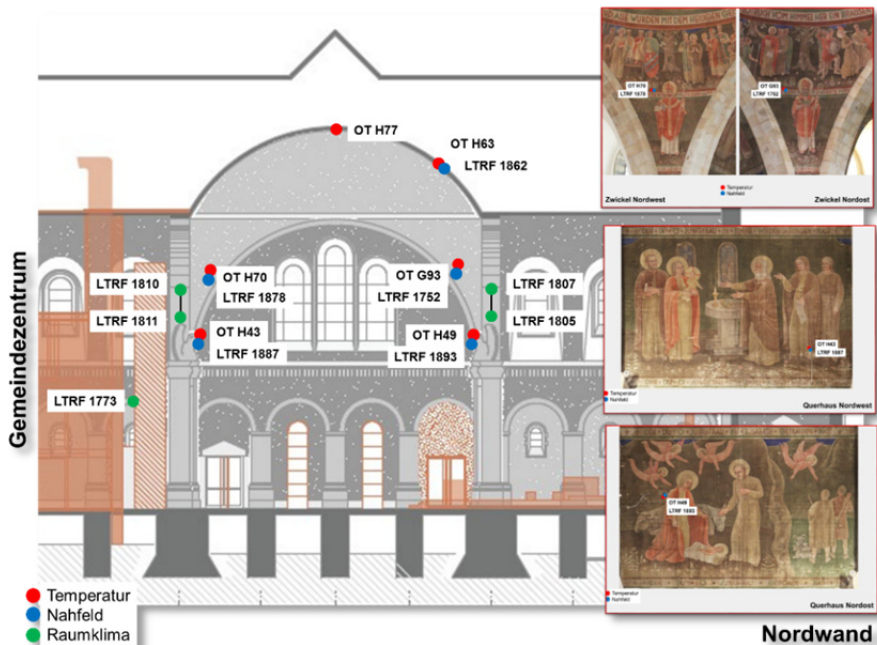 OT H77
OT H63
LTRF 1862
LTRF 1810
LTRF 1811
OT H70
LTRF 1878
OT G93
LTRF 1752
LTRF 1807
LTRF 1805
OT H43
LTRF 1887
OT H49
LTRF 1893
LTRF 1773
Gemeindezentrum
Temperatur
Nahfeld
Raumklima
OT H70
LTRF 1878
OT G93
LTRF 1752
Temperatur
Nahfeld
Zwickel Nordwest
Zwickel Nordost
OT H43
LTRF 1887
Temperatur
Nahfeld
Querhaus Nordwest
OT H49
LTRF 1893
Temperatur
Nahfeld
Querhaus Nordost
Nordwand